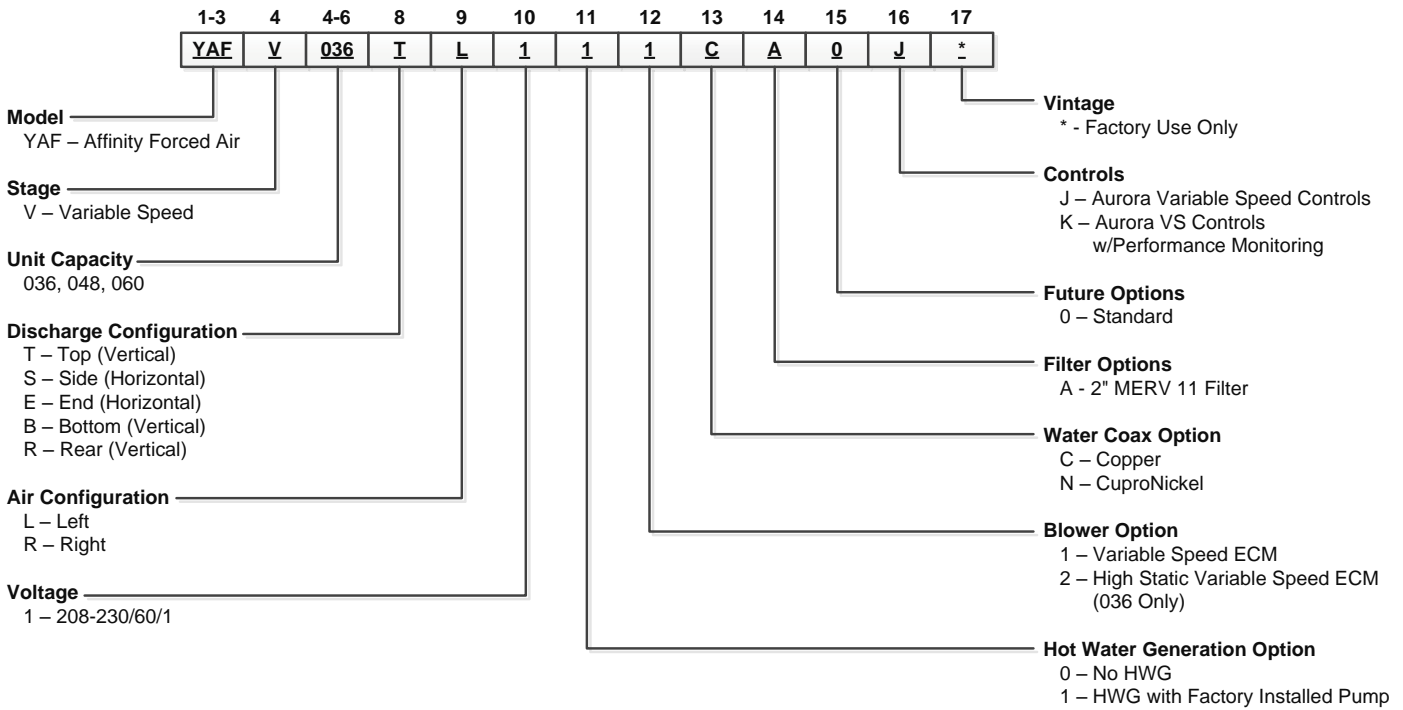 1-3 4 4-6 8 9 10 11 12 13 14 15 16 17
YAF V 036 T L 1 1 1 C A 0 J *
Model
YAF – Affinity Forced Air
Stage
V – Variable Speed
Unit Capacity
036, 048, 060
Discharge Configuration
T – Top (Vertical)
S – Side (Horizontal)
E – End (Horizontal)
B – Bottom (Vertical)
R – Rear (Vertical)
Air Configuration
L – Left
R – Right
Voltage
1 – 208-230/60/1
Vintage
* - Factory Use Only
Controls
J – Aurora Variable Speed Controls
K – Aurora VS Controls
w/Performance Monitoring
Future Options
0 – Standard
Filter Options
A - 2" MERV 11 Filter
Water Coax Option
C – Copper
N – CuproNickel
Blower Option
1 – Variable Speed ECM
2 – High Static Variable Speed ECM
(036 Only)
Hot Water Generation Option
0 – No HWG
1 – HWG with Factory Installed Pump